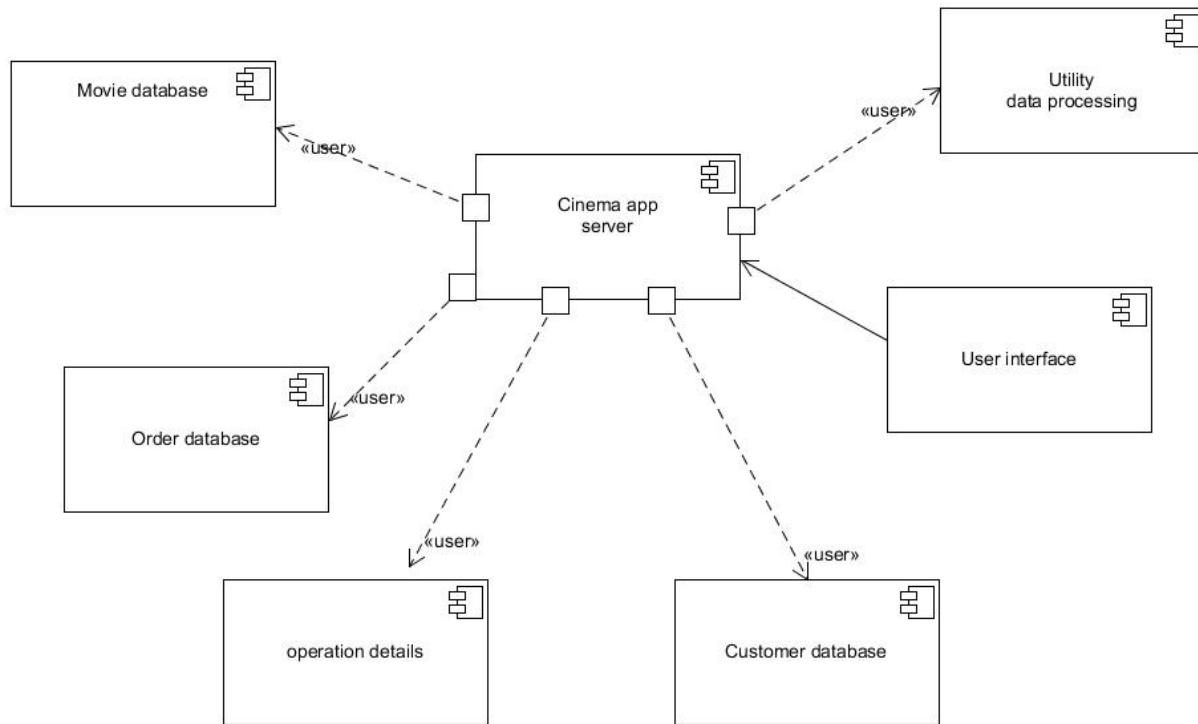 Utility
data processing
Movie database
«user»
«user»
Cinema app
server
User interface
«user»
Order database
«user»
«user»
operation details
Customer database